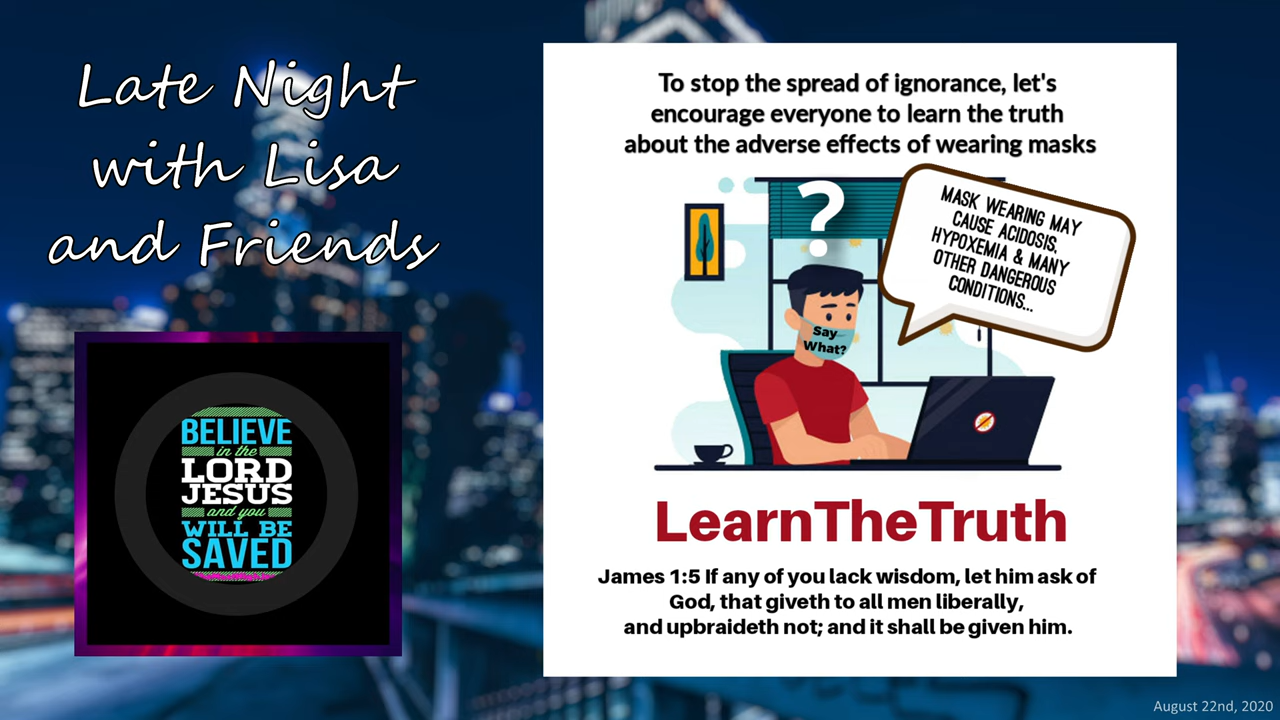 Late Night
with Lisa
and Friends
BELIEVE
in the
LORD
JESUS
and you
WILL BE
SAVED
To stop the spread of ignorance, let's
encourage everyone to learn the truth
about the adverse effects of wearing masks
?
MASK WEARING MAY
CAUSE ACIDOSIS,
HYPOXEMIA & MANY
OTHER DANGEROUS
CONDITIONS...
Say
What?
LearnTheTruth
James 1:5 If any of you lack wisdom, let him ask of
God, that giveth to all men liberally,
and upbraideth not; and it shall be given him.
August 22nd, 2020